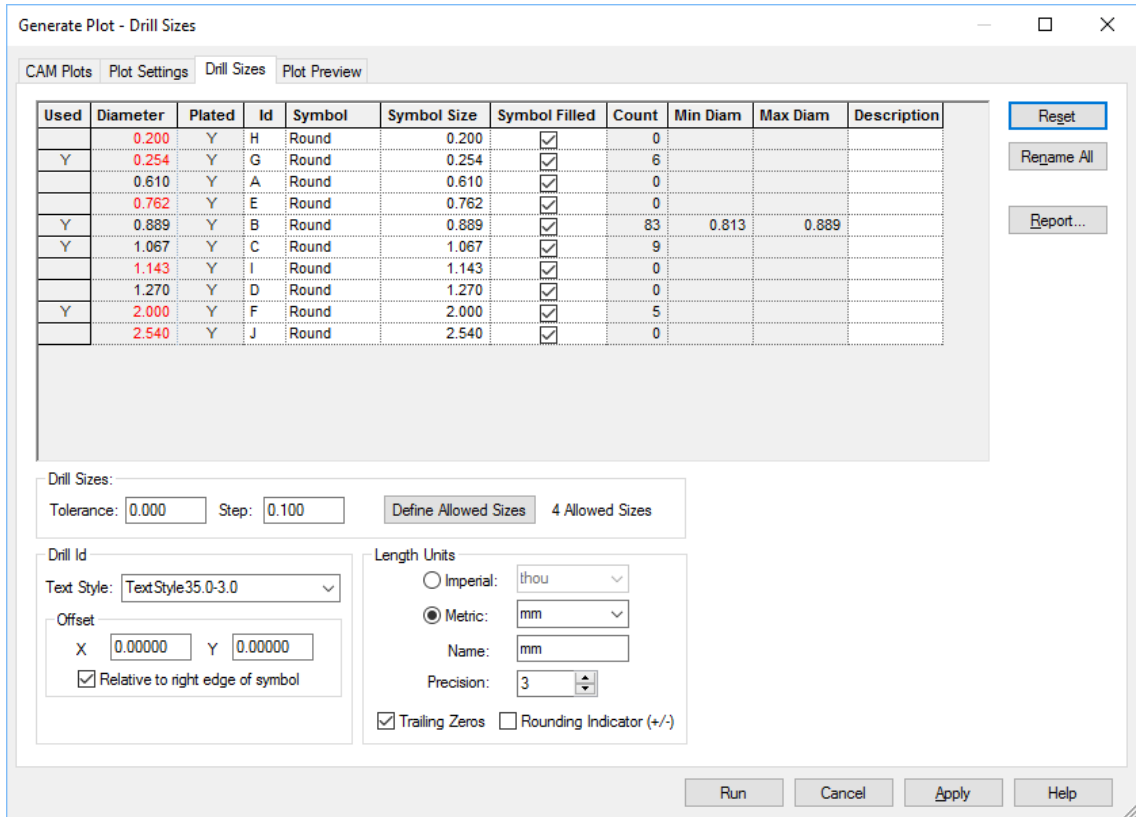 Generate Plot - Drill Sizes
CAM Plots Plot Settings Drill Sizes Plot Preview
Used Diameter Plated Id Symbol Symbol Size Symbol Filled Count Min Diam Max Diam Description
0.200 Y H Round 0.200 0
Y 0.254 Y G Round 0.254 6
0.610 Y A Round 0.610 0
0.762 Y E Round 0.762 0
Y 0.889 Y B Round 0.889 83 0.813 0.889
Y 1.067 Y C Round 1.067 9
1.143 Y I Round 1.143 0
1.270 Y D Round 1.270 0
Y 2.000 Y F Round 2.000 5
2.540 Y J Round 2.540 0
Reset
Rename All
Report...
Drill Sizes:
Tolerance: 0.000 Step: 0.100 Define Allowed Sizes 4 Allowed Sizes
Drill Id
Text Style: TextStyle35.0-3.0
Offset
X 0.00000 Y 0.00000
Relative to right edge of symbol
Length Units
Imperial: thou
Metric: mm
Name: mm
Precision: 3
Trailing Zeros Rounding Indicator (+/-)
Run Cancel Apply Help